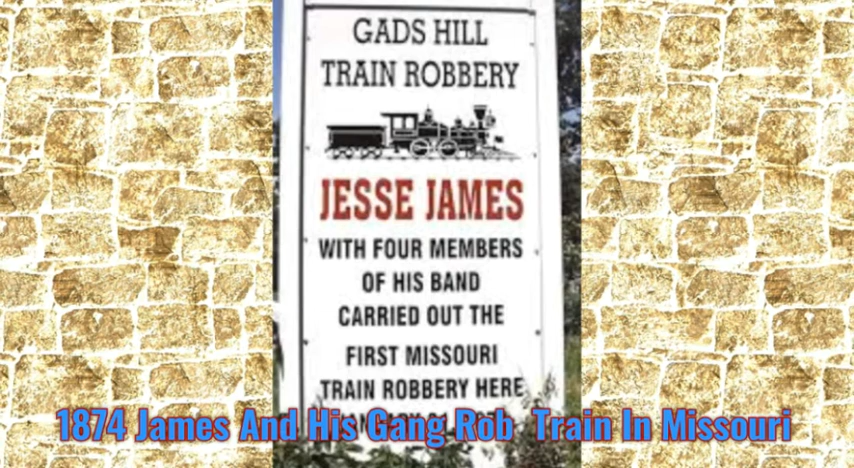 GADS HILL
TRAIN ROBBERY
JESSE JAMES
WITH FOUR MEMBERS
OF HIS BAND
CARRIED OUT THE
FIRST MISSOURI
TRAIN ROBBERY HERE
1874 James And His Gang Rob Train In Missouri